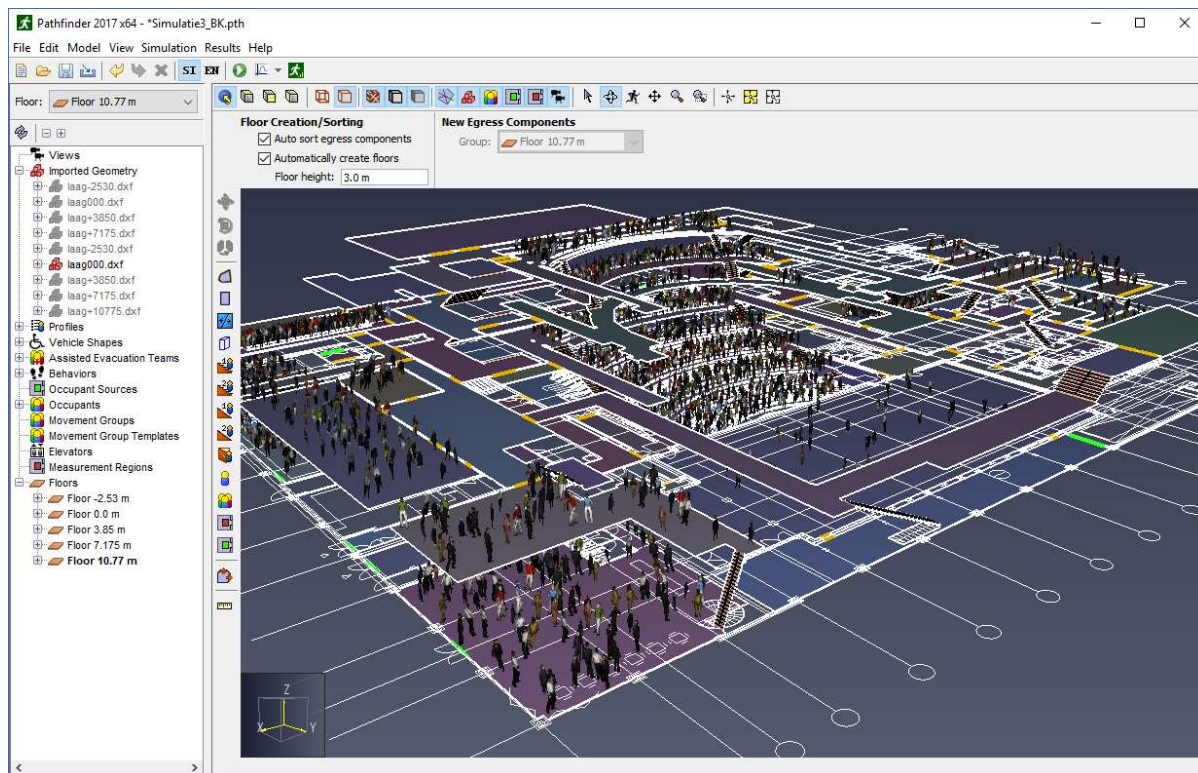 Pathfinder 2017 x64 - *Simulatie3_BK.pth
File Edit Model View Simulation Results Help
SI EN
Floor: Floor 10.77 m
Floor Creation/Sorting
New Egress Components
Auto sort egress components
Group: Floor 10.77 m
Automatically create floors
Floor height: 3.0 m
Views
Imported Geometry
laag-2530.dxf
laag000.dxf
laag+3850.dxf
laag+7175.dxf
laag-2530.dxf
laag000.dxf
laag+3850.dxf
laag+7175.dxf
laag+10775.dxf
Profiles
Vehicle Shapes
Assisted Evacuation Teams
Behaviors
Occupant Sources
Occupants
Movement Groups
Movement Group Templates
Elevators
Measurement Regions
Floors
Floor -2.53 m
Floor 0.0 m
Floor 3.85 m
Floor 7.175 m
Floor 10.77 m
Z
X
Y